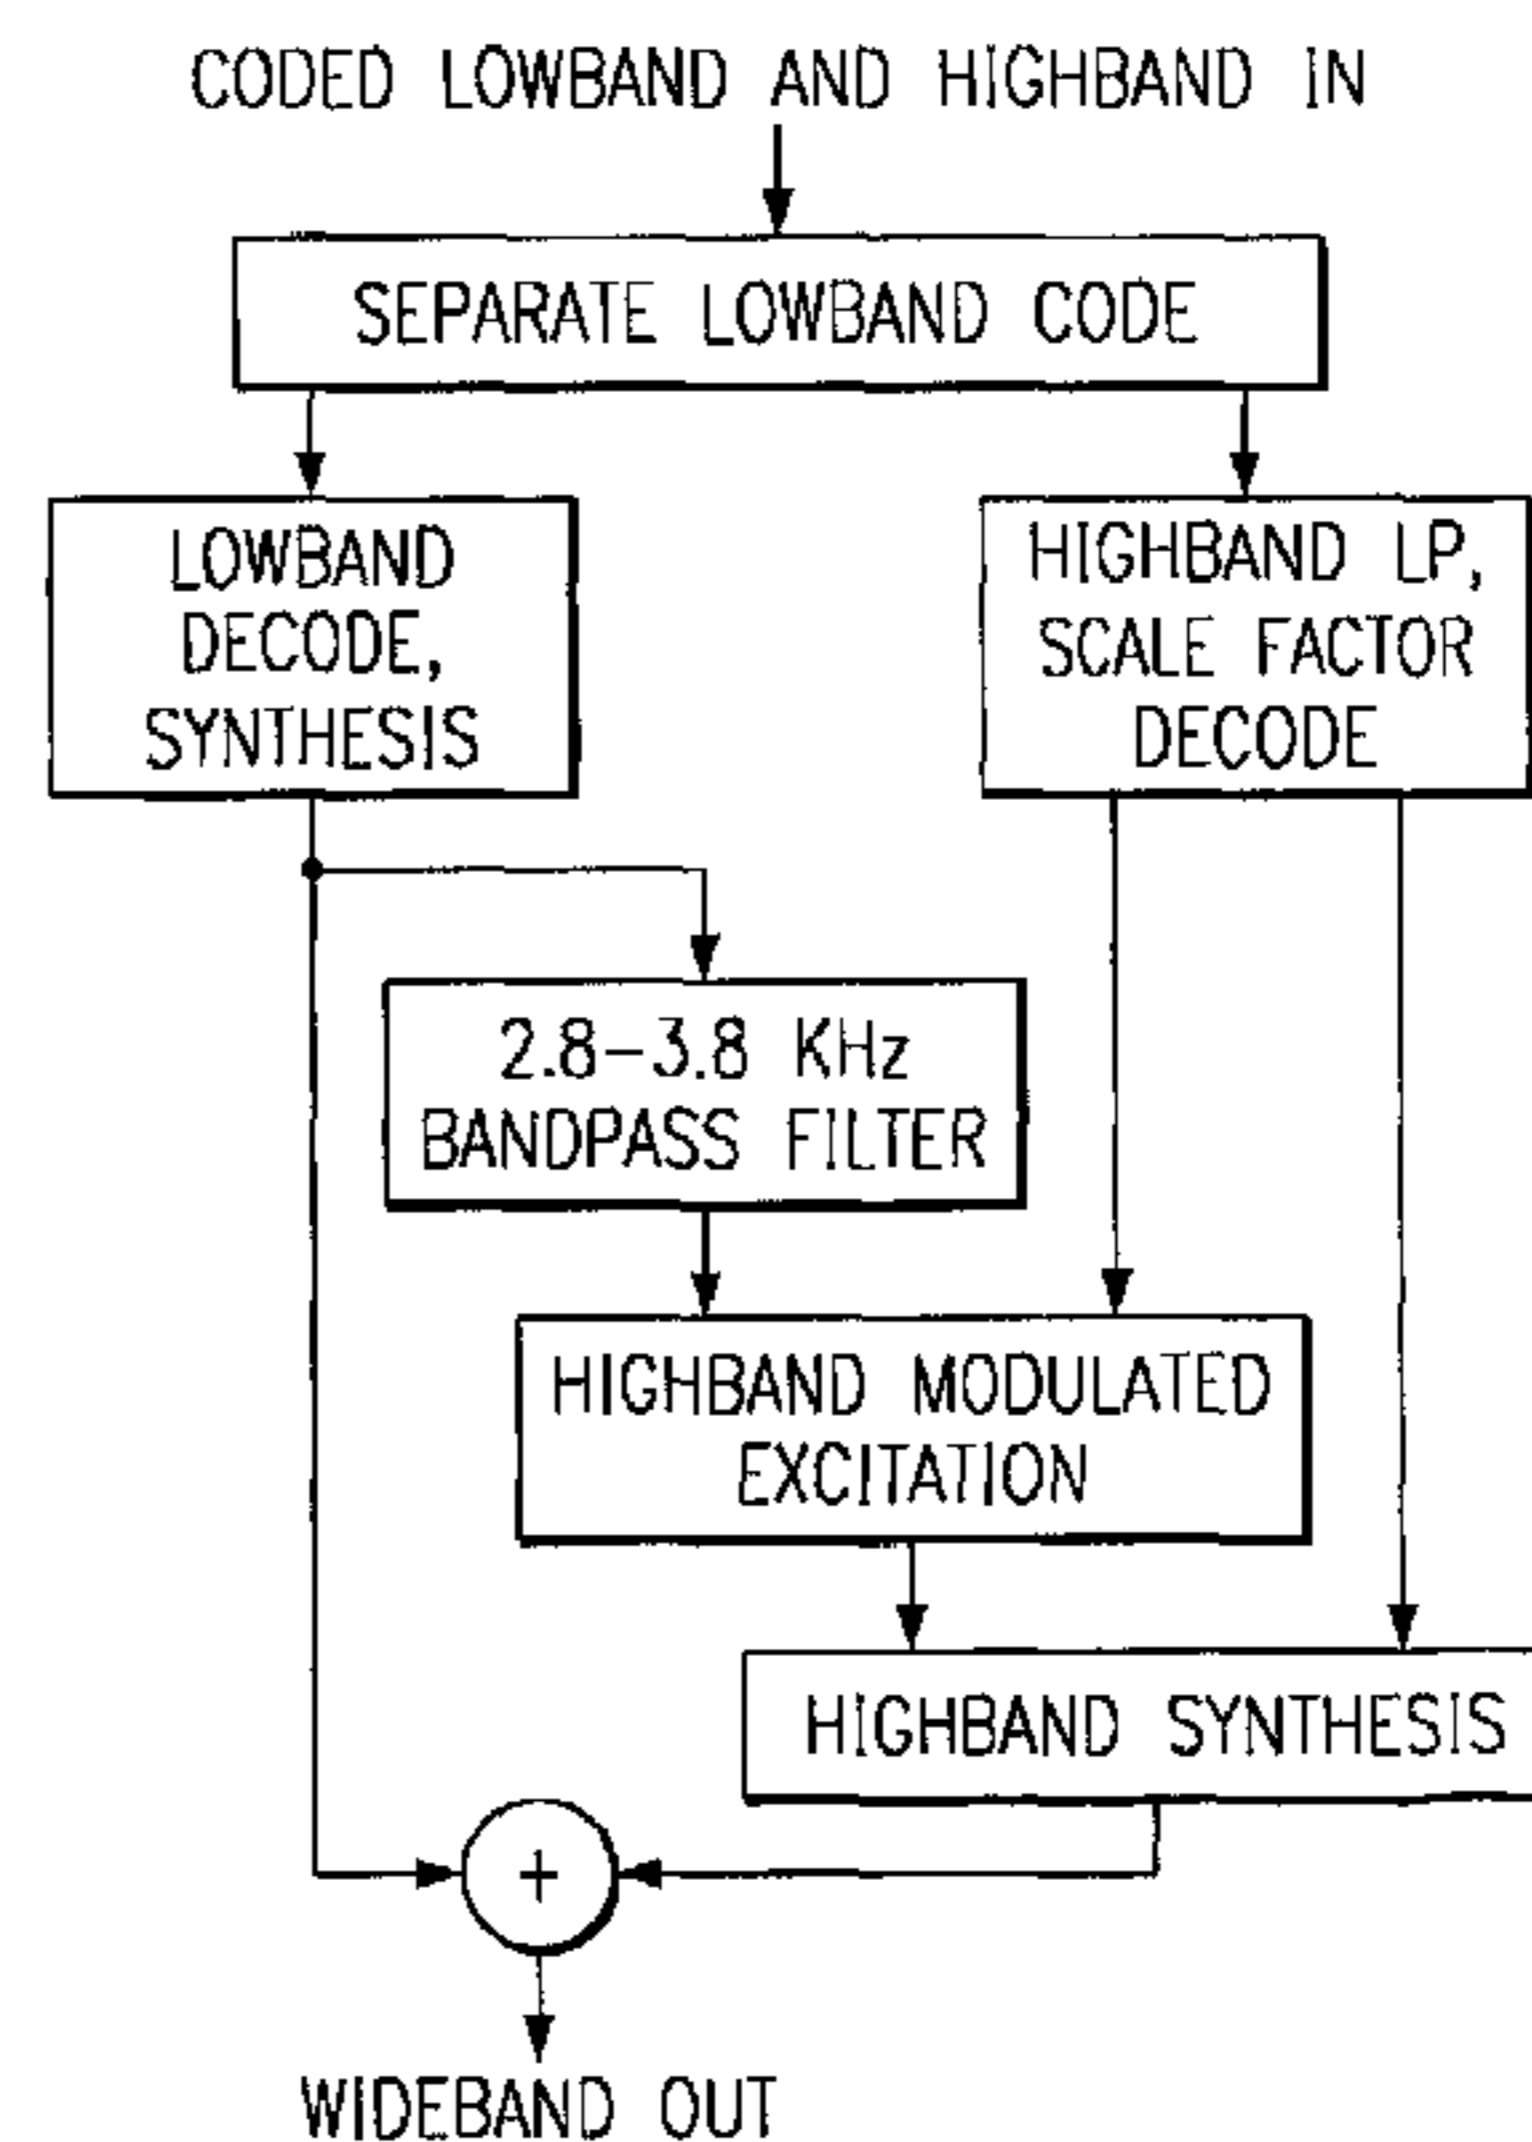 CODED LOWBAND AND HIGHBAND IN
SEPARATE LOWBAND CODE
LOWBAND
DECODE,
SYNTHESIS
HIGHBAND LP,
SCALE FACTOR
DECODE
2.8-3.8 KHz
BANDPASS FILTER
HIGHBAND MODULATED
EXCITATION
HIGHBAND SYNTHESIS
+
WIDEBAND OUT